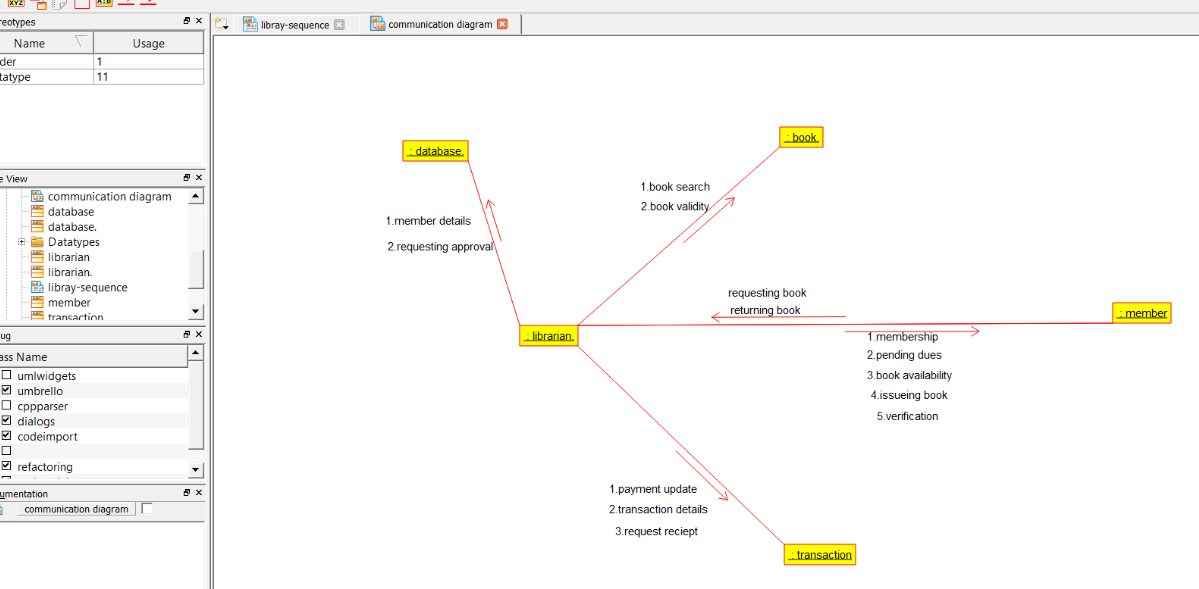 XYZ
A1B
reotypes
libray-sequence
communication diagram
Name
Usage
der
1
tatype
11
e View
communication diagram
database
database.
Datatypes
librarian
librarian.
libray-sequence
member
transaction
ug
ass Name
umlwidgets
umbrello
cppparser
dialogs
codeimport
refactoring
umentation
communication diagram
: database.
: book.
1.book search
2.book validity
1.member details
2.requesting approval
requesting book
returning book
: member
: librarian.
1.membership
2.pending dues
3.book availability
4.issueing book
5.verification
1.payment update
2.transaction details
3.request reciept
: transaction